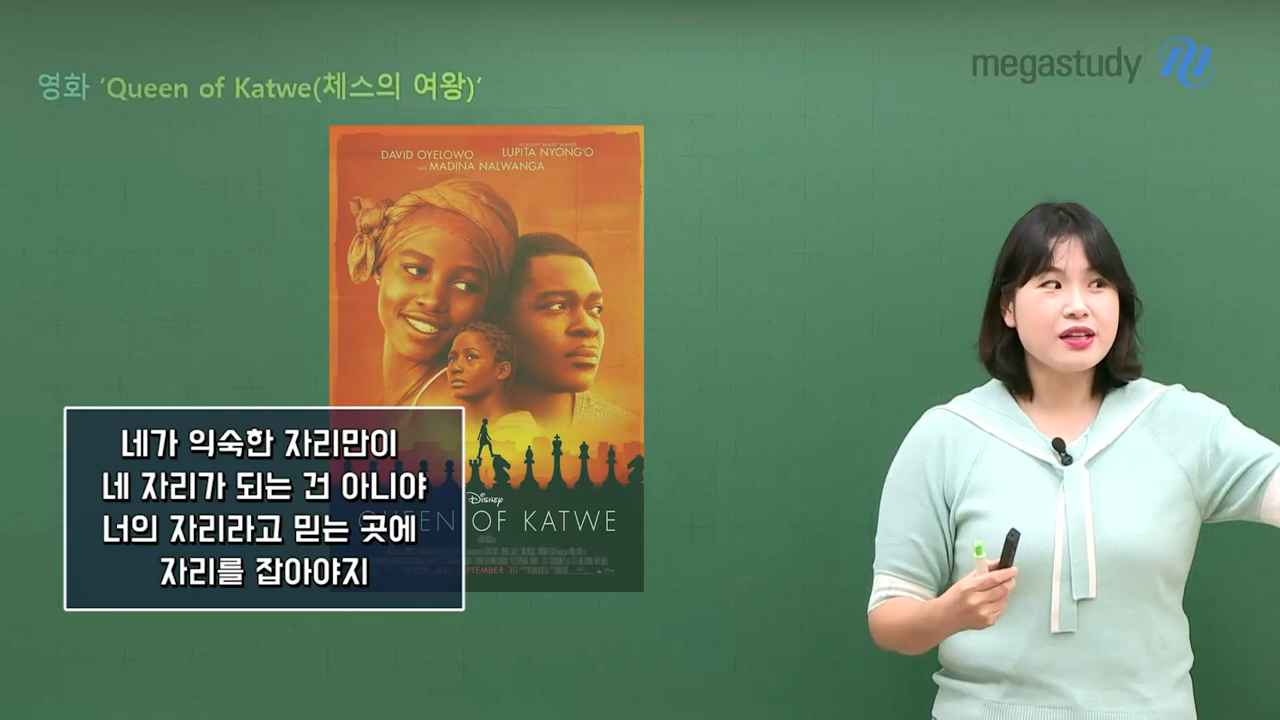 영화 ‘Queen of Katwe(체스의 여왕)’
megastudy
DAVID OYELOWO LUPITA NYONG'O
AND MADINA NALWANGA
네가 익숙한 자리만이
네 자리가 되는 건 아니야
너의 자리라고 믿는 곳에
자리를 잡아야지
Disney
QUEEN OF KATWE
SEPTEMBER 30